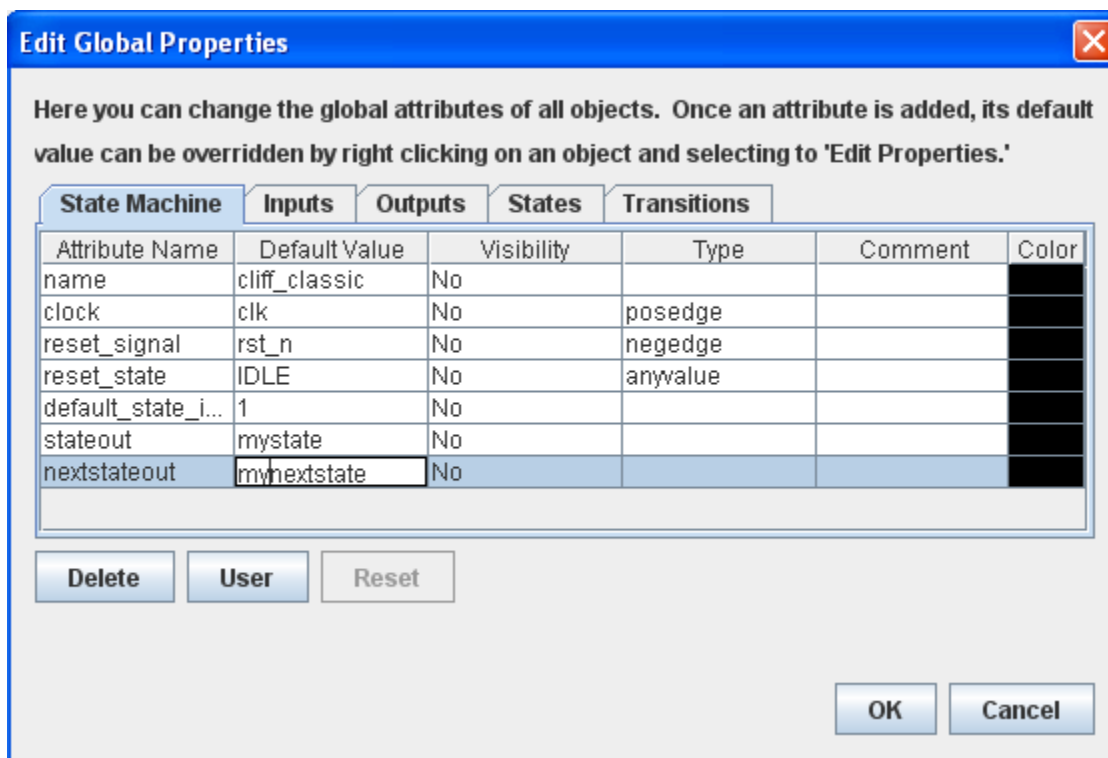 Edit Global Properties
Here you can change the global attributes of all objects.  Once an attribute is added, its default
value can be overridden by right clicking on an object and selecting to 'Edit Properties.'
State Machine Inputs Outputs States Transitions
Attribute Name Default Value Visibility Type Comment Color
name cliff_classic No
clock clk No posedge
reset_signal rst_n No negedge
reset_state IDLE No anyvalue
default_state_i... 1 No
stateout mystate No
nextstateout mynextstate No
Delete User Reset
OK Cancel